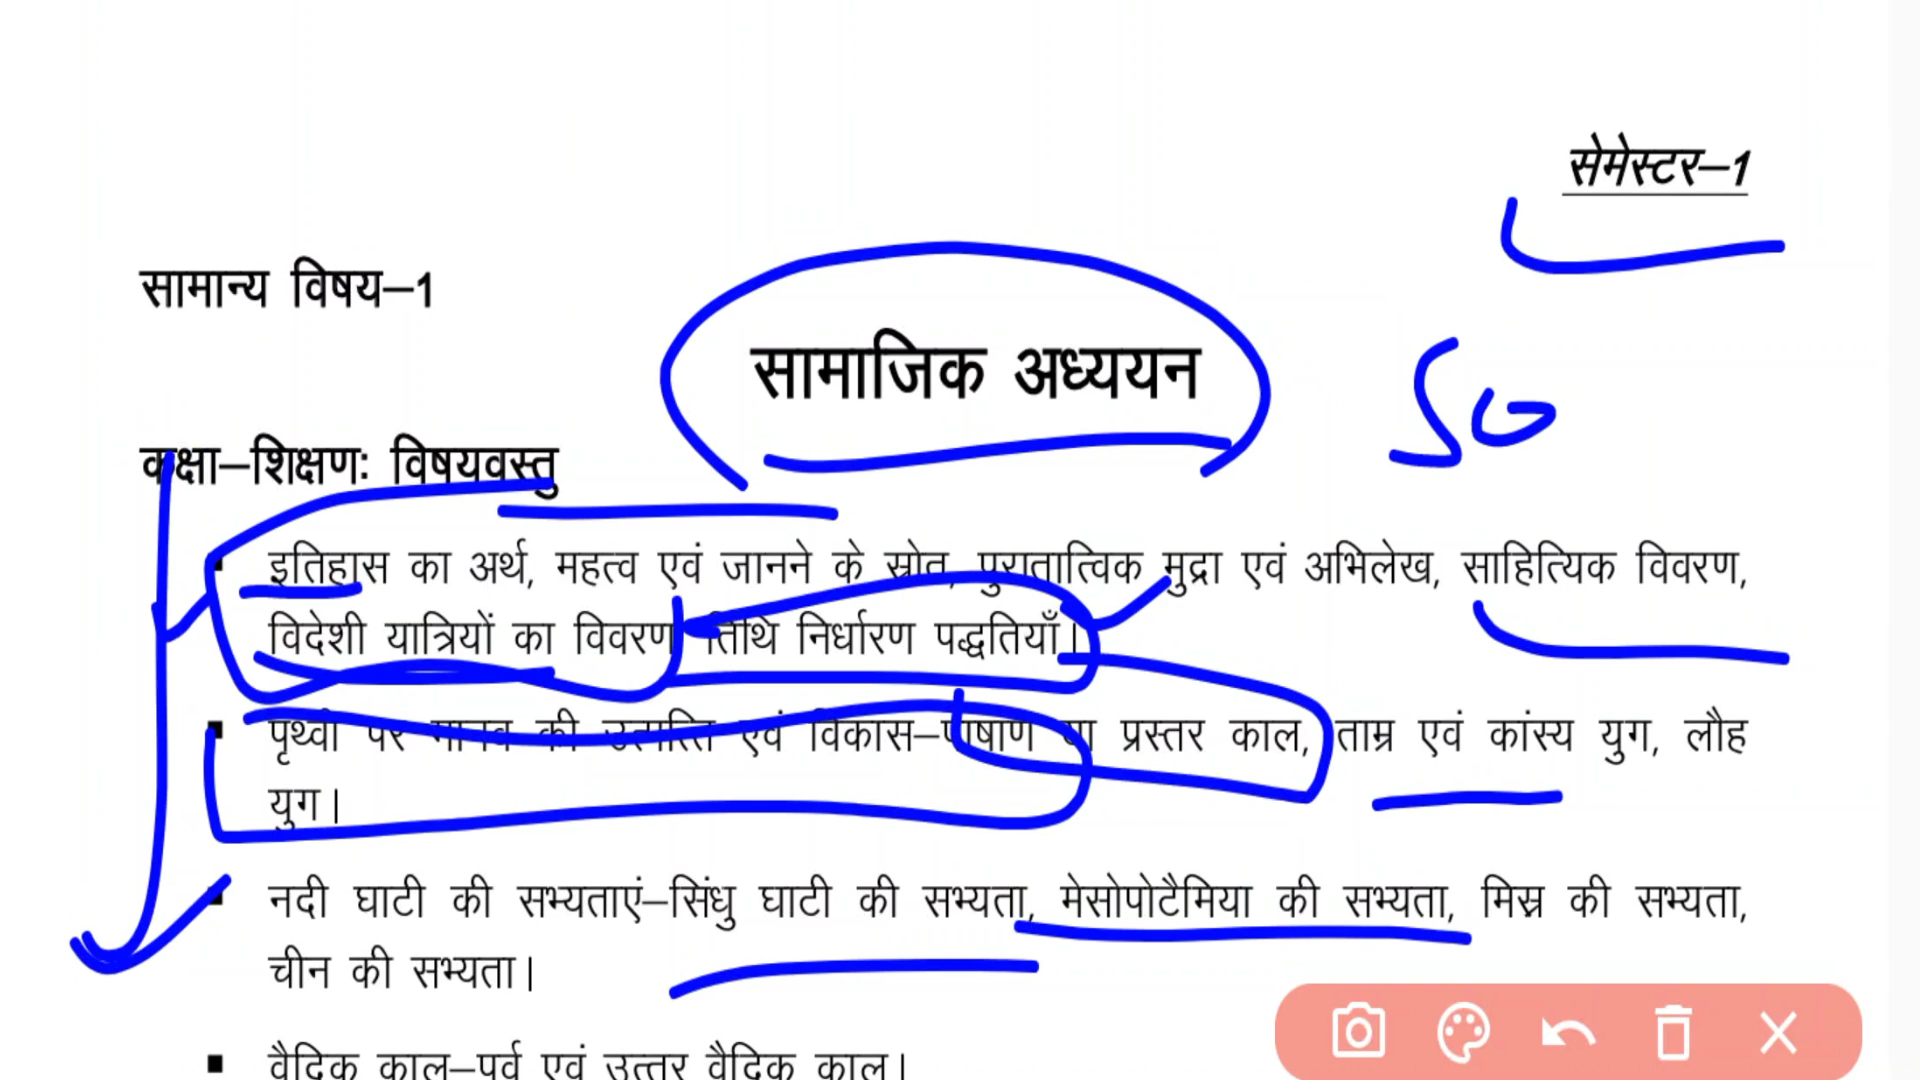 सेमेस्टर–1
सामान्य विषय–1
सामाजिक अध्ययन
कक्षा–शिक्षणः विषयवस्तु
▪ इतिहास का अर्थ, महत्व एवं जानने के स्रोत, पुरातात्विक मुद्रा एवं अभिलेख, साहित्यिक विवरण,
विदेशी यात्रियों का विवरण तिथि निर्धारण पद्धतियाँ।
▪ पृथ्वी पर मानव की उत्पत्ति एवं विकास–पाषाण या प्रस्तर काल, ताम्र एवं कांस्य युग, लौह
युग।
▪ नदी घाटी की सभ्यताएं–सिंधु घाटी की सभ्यता, मेसोपोटैमिया की सभ्यता, मिस्र की सभ्यता,
चीन की सभ्यता।
▪ वैदिक काल–पूर्व एवं उत्तर वैदिक काल।